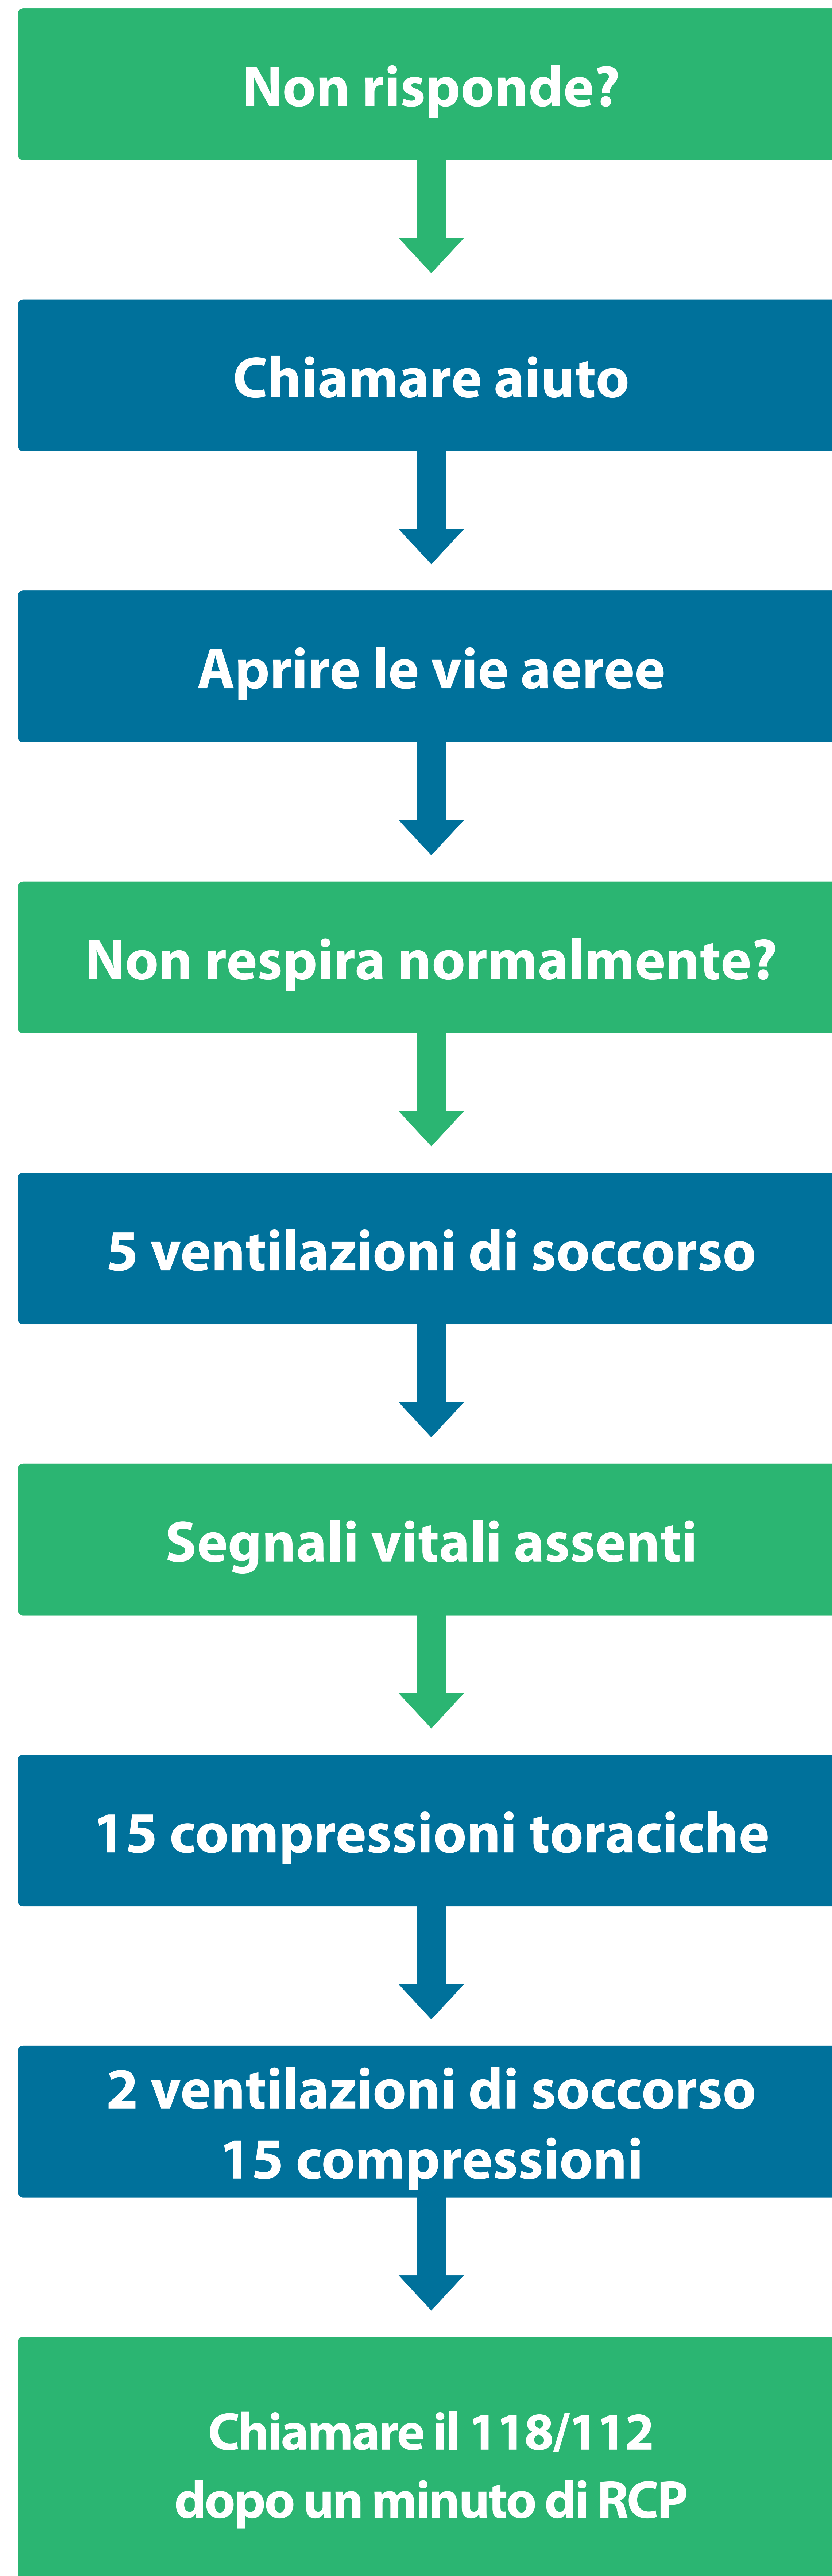 Non risponde?
Chiamare aiuto
Aprire le vie aeree
Non respira normalmente?
5 ventilazioni di soccorso
Segnali vitali assenti
15 compressioni toraciche
2 ventilazioni di soccorso
15 compressioni
Chiamare il 118/112
dopo un minuto di RCP